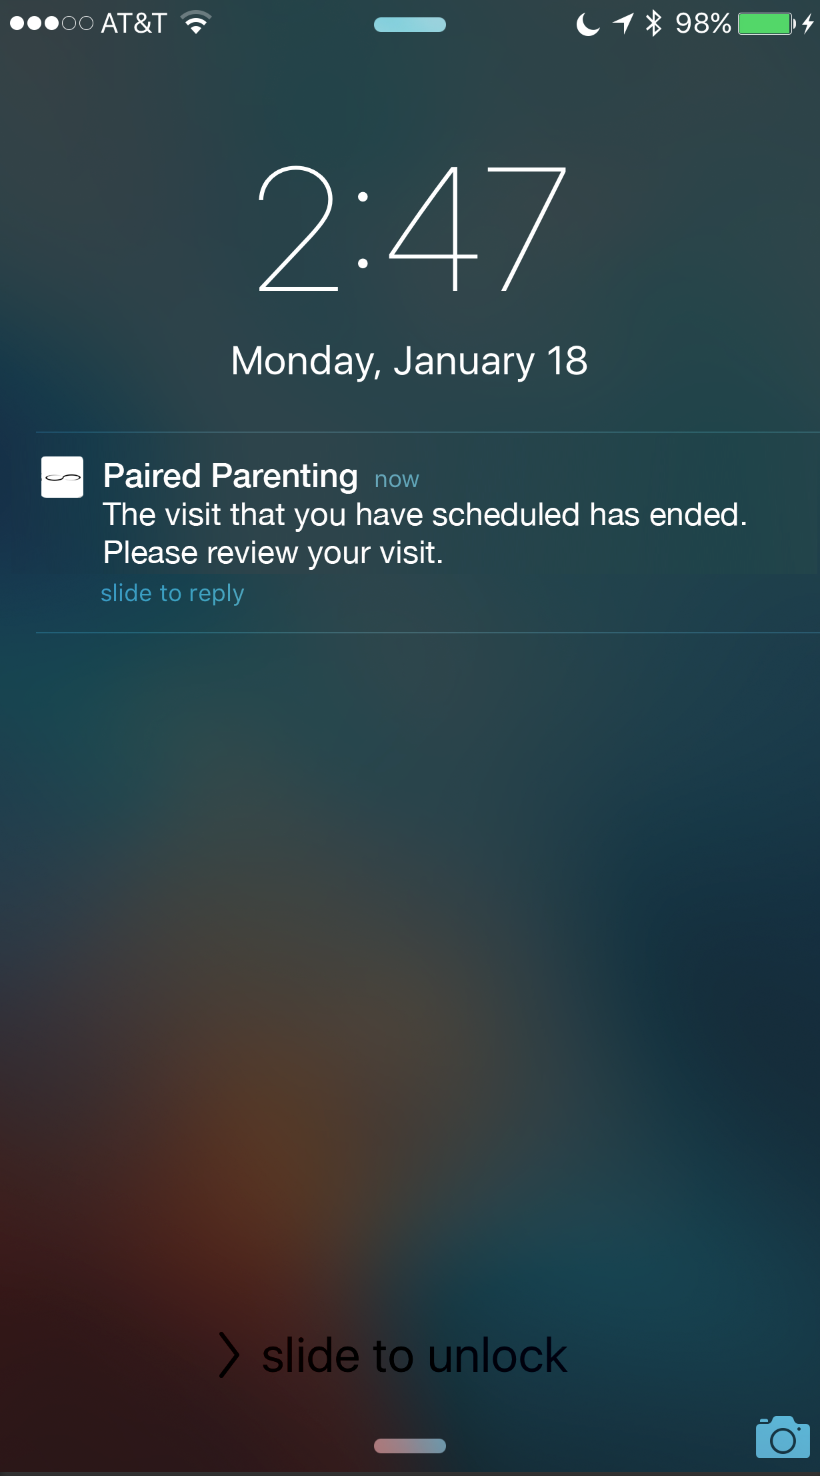 AT&T 98%
2:47
Monday, January 18
Paired Parenting now
The visit that you have scheduled has ended.
Please review your visit.
slide to reply
slide to unlock